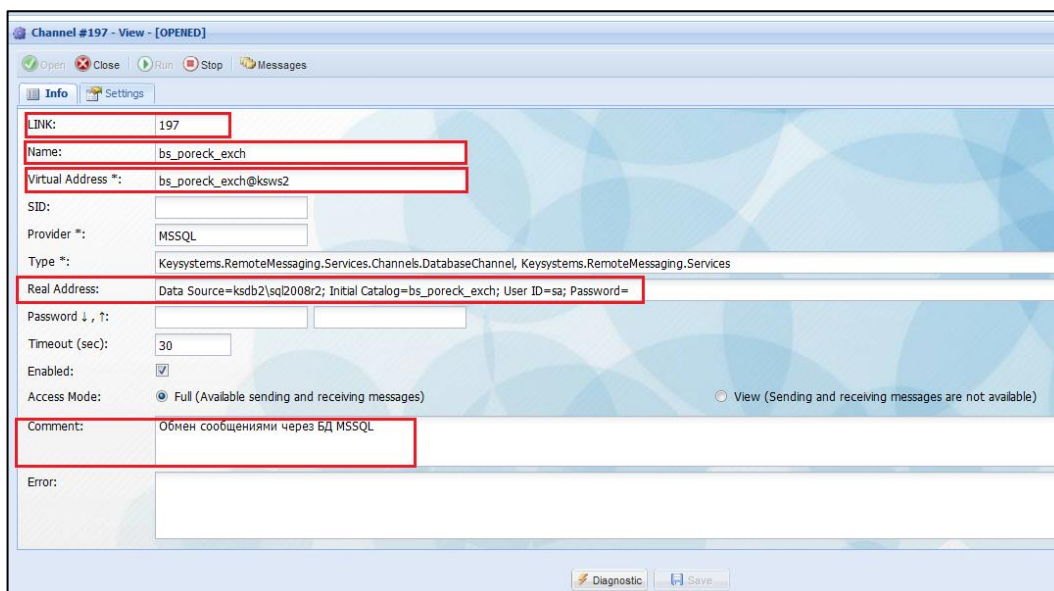 Channel #197 - View - [OPENED]
Open Close Run Stop Messages
Info Settings
LINK: 197
Name: bs_poreck_exch
Virtual Address *: bs_poreck_exch@ksws2
SID:
Provider *: MSSQL
Type *: Keysystems.RemoteMessaging.Services.Channels.DatabaseChannel, Keysystems.RemoteMessaging.Services
Real Address: Data Source=ksdb2\sql2008r2; Initial Catalog=bs_poreck_exch; User ID=sa; Password=
Password ↓ , ↑:
Timeout (sec): 30
Enabled:
Access Mode: Full (Available sending and receiving messages) View (Sending and receiving messages are not available)
Comment: Обмен сообщениями через БД MSSQL
Error:
Diagnostic Save